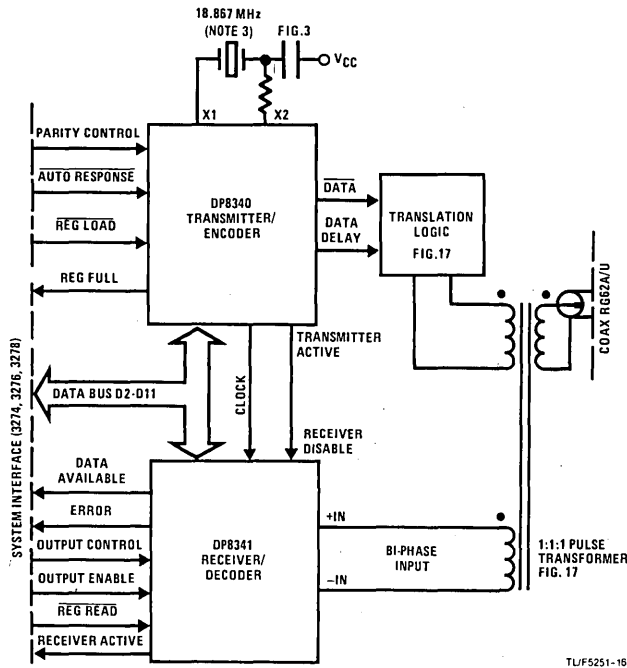 18.867 MHz
(NOTE 3)
FIG.3
VCC
X1
X2
PARITY CONTROL
AUTO RESPONSE
REG LOAD
REG FULL
DP8340
TRANSMITTER/
ENCODER
DATA
DATA
DELAY
TRANSLATION
LOGIC
FIG.17
COAX RG62A/U
TRANSMITTER
ACTIVE
CLOCK
RECEIVER
DISABLE
DATA BUS D2-D11
SYSTEM INTERFACE (3274, 3276, 3278)
DATA
AVAILABLE
ERROR
OUTPUT CONTROL
OUTPUT ENABLE
REG READ
RECEIVER ACTIVE
DP8341
RECEIVER/
DECODER
+IN
BI-PHASE
INPUT
–IN
1:1:1 PULSE
TRANSFORMER
FIG. 17
TL/F5251-16